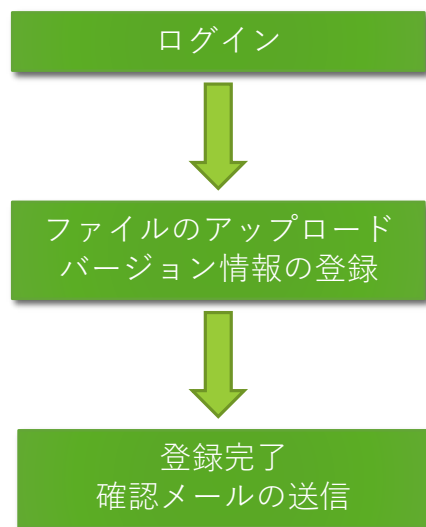 ログイン
ファイルのアップロード
バージョン情報の登録
登録完了
確認メールの送信